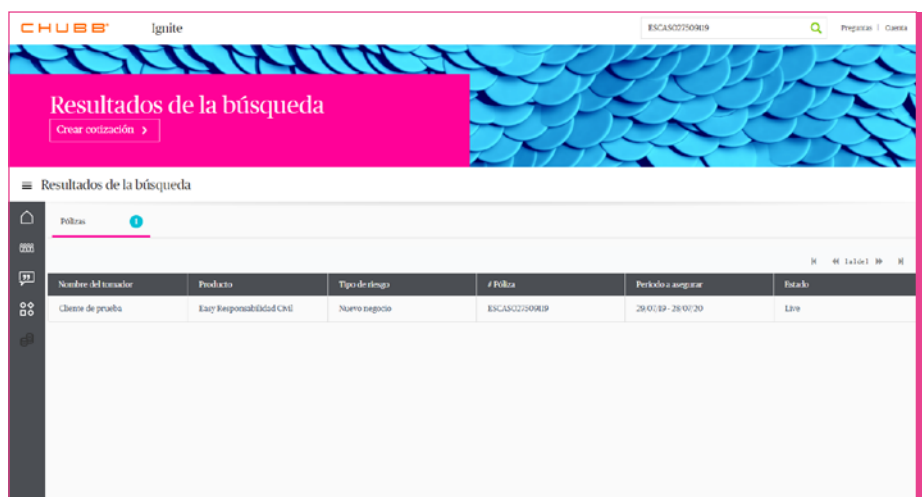 CHUBB®
Ignite
ESCASO27509119
Preguntas | Cuenta
Resultados de la búsqueda
Crear cotización >
Resultados de la búsqueda
Pólizas 1
1 a 1 de 1
Nombre del tomador Producto Tipo de riesgo # Póliza Periodo a asegurar Estado
Cliente de prueba Easy Responsabilidad Civil Nuevo negocio ESCASO27509119 29/07/19 - 28/07/20 Live